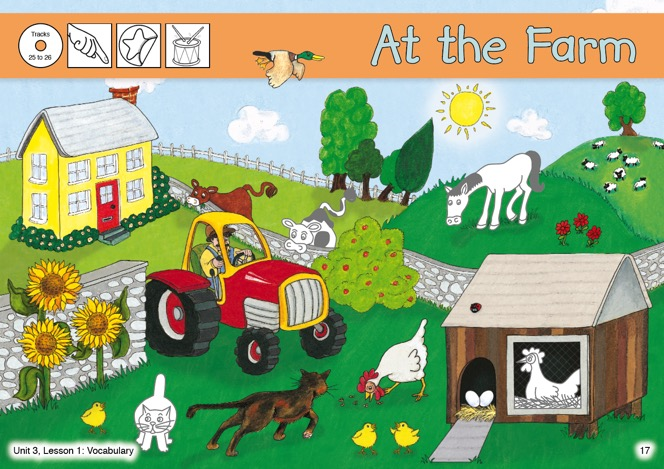 Tracks
25 to 26
At the Farm
Unit 3, Lesson 1: Vocabulary
17